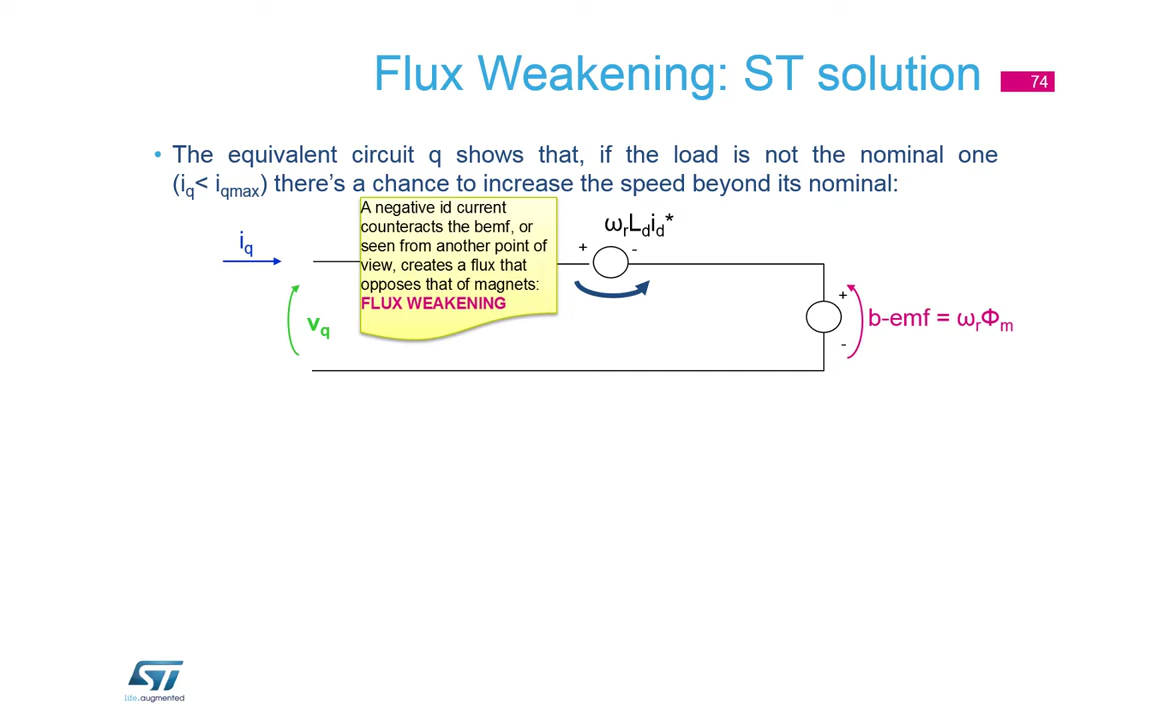 Flux Weakening: ST solution
74
• The equivalent circuit q shows that, if the load is not the nominal one
(iq< iqmax) there's a chance to increase the speed beyond its nominal:
A negative id current
counteracts the bemf, or
seen from another point of
view, creates a flux that
opposes that of magnets:
FLUX WEAKENING
iq
vq
ωrLdid*
+ -
+
b-emf = ωrΦm
-
ST
life.augmented